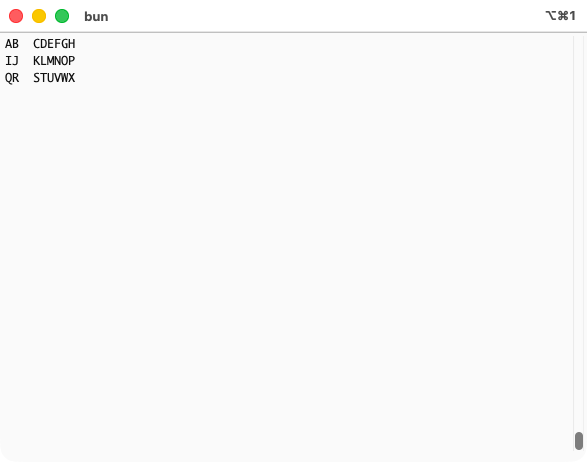 bun
⌥⌘1
AB  CDEFGH
IJ  KLMNOP
QR  STUVWX